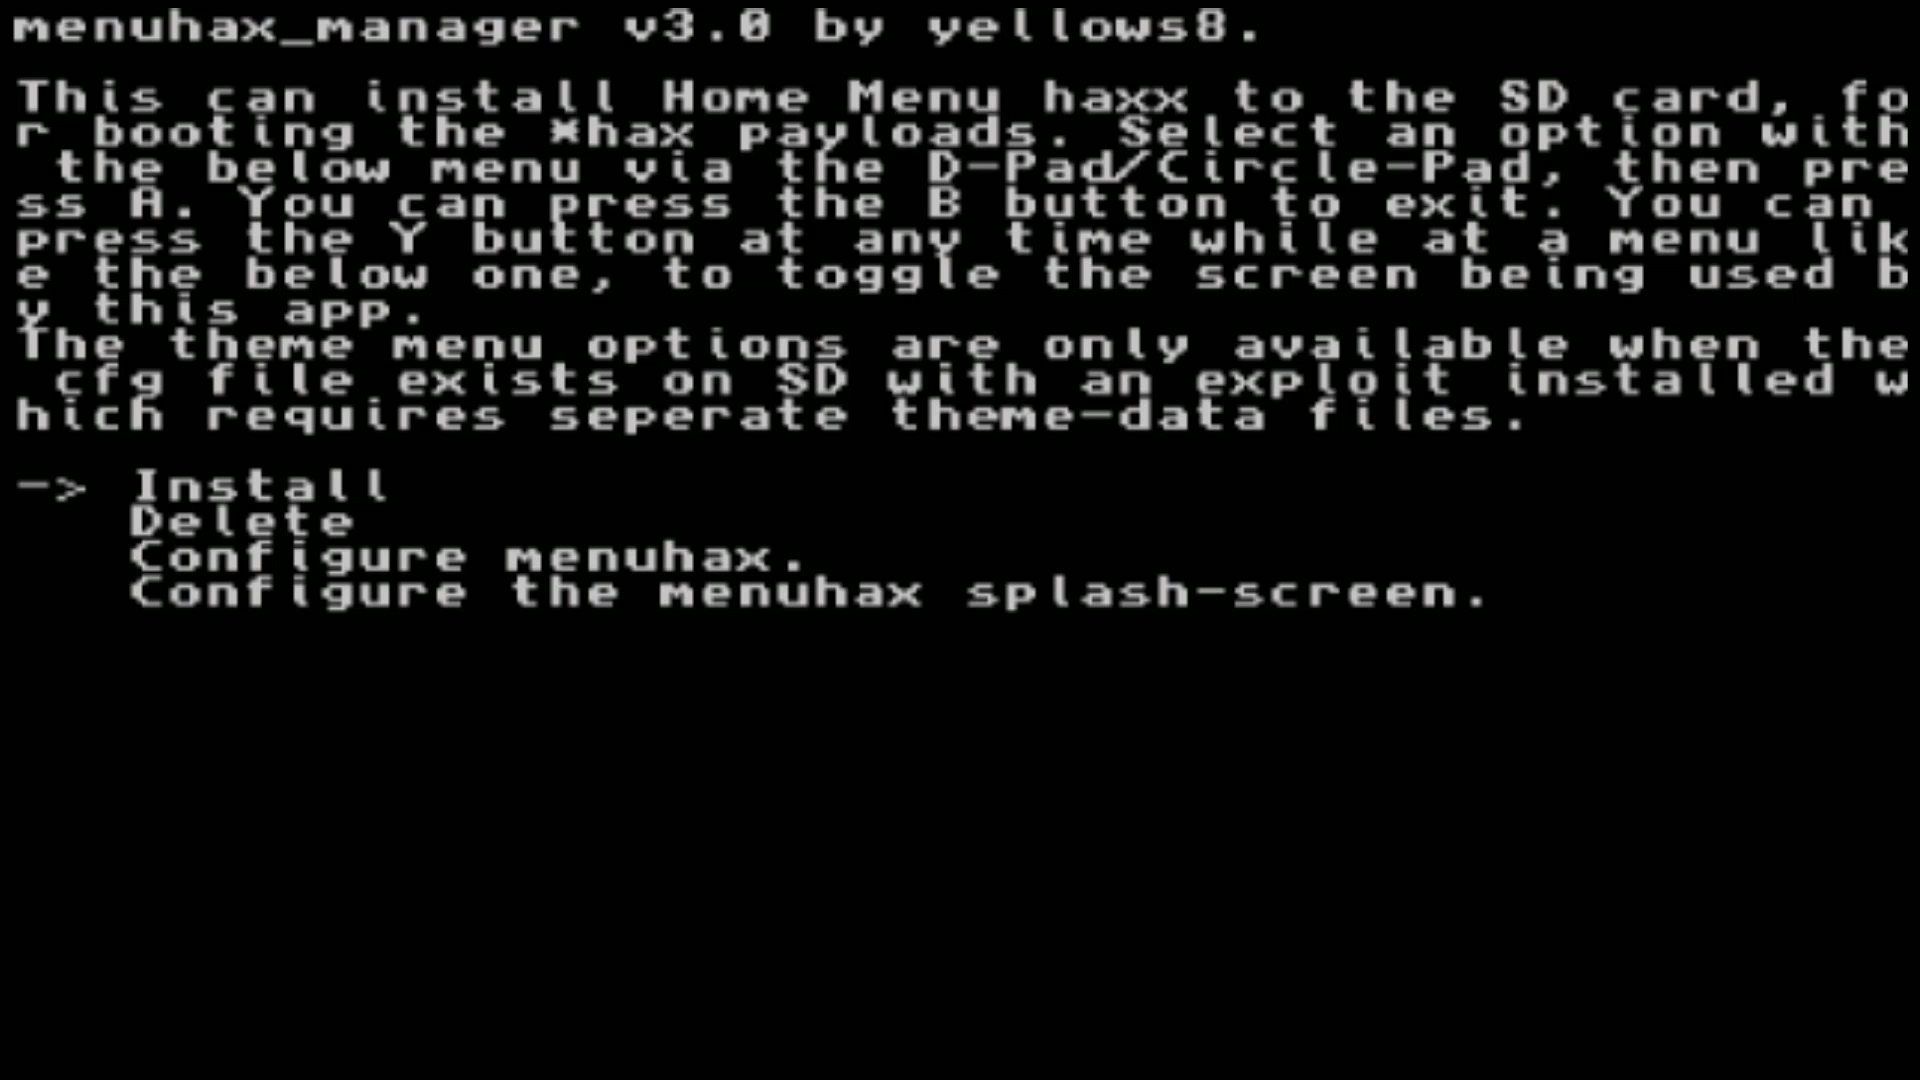 menuhax_manager v3.0 by yellows8.
This can install Home Menu haxx to the SD card, fo
r booting the *hax payloads. Select an option with
 the below menu via the D-Pad/Circle-Pad, then pre
ss A. You can press the B button to exit. You can
press the Y button at any time while at a menu lik
e the below one, to toggle the screen being used b
y this app.
The theme menu options are only available when the
 cfg file exists on SD with an exploit installed w
hich requires seperate theme-data files.
-> Install
Delete
Configure menuhax.
Configure the menuhax splash-screen.